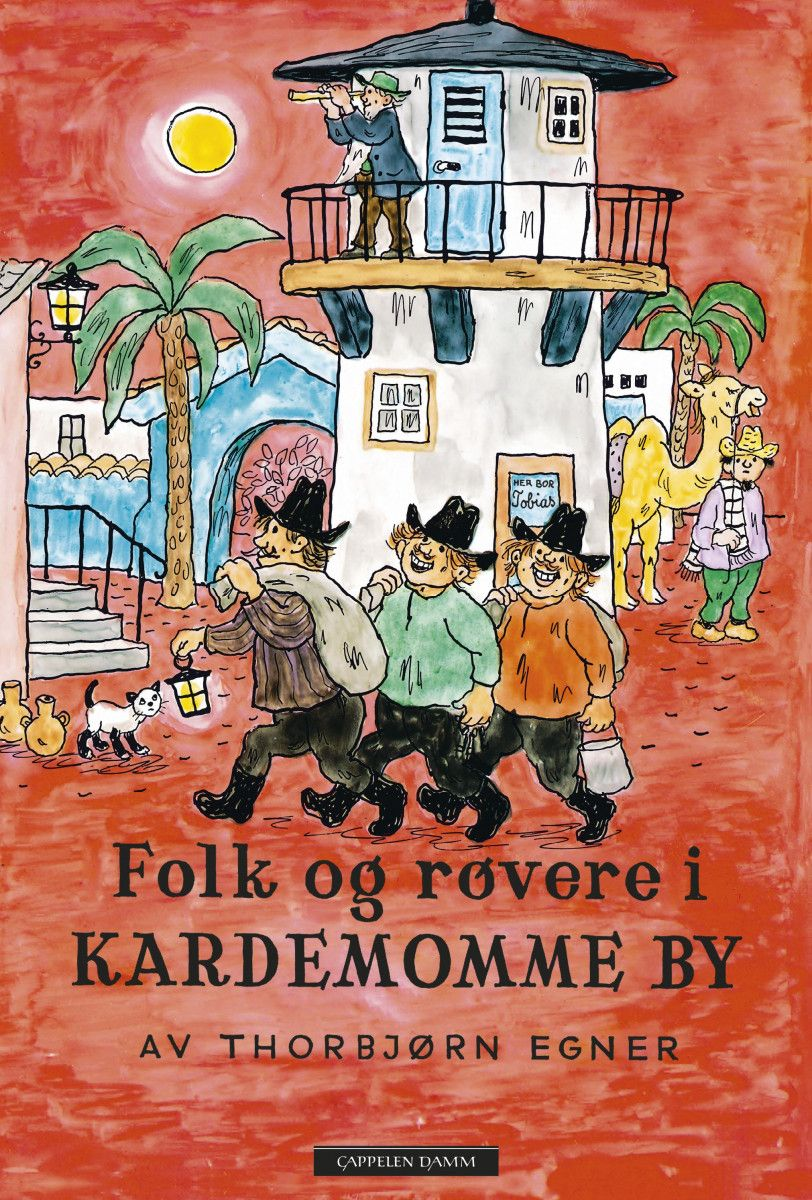 HER BOR
Tobias
Folk og røvere i
KARDEMOMME BY
AV THORBJØRN EGNER
CAPPELEN DAMM